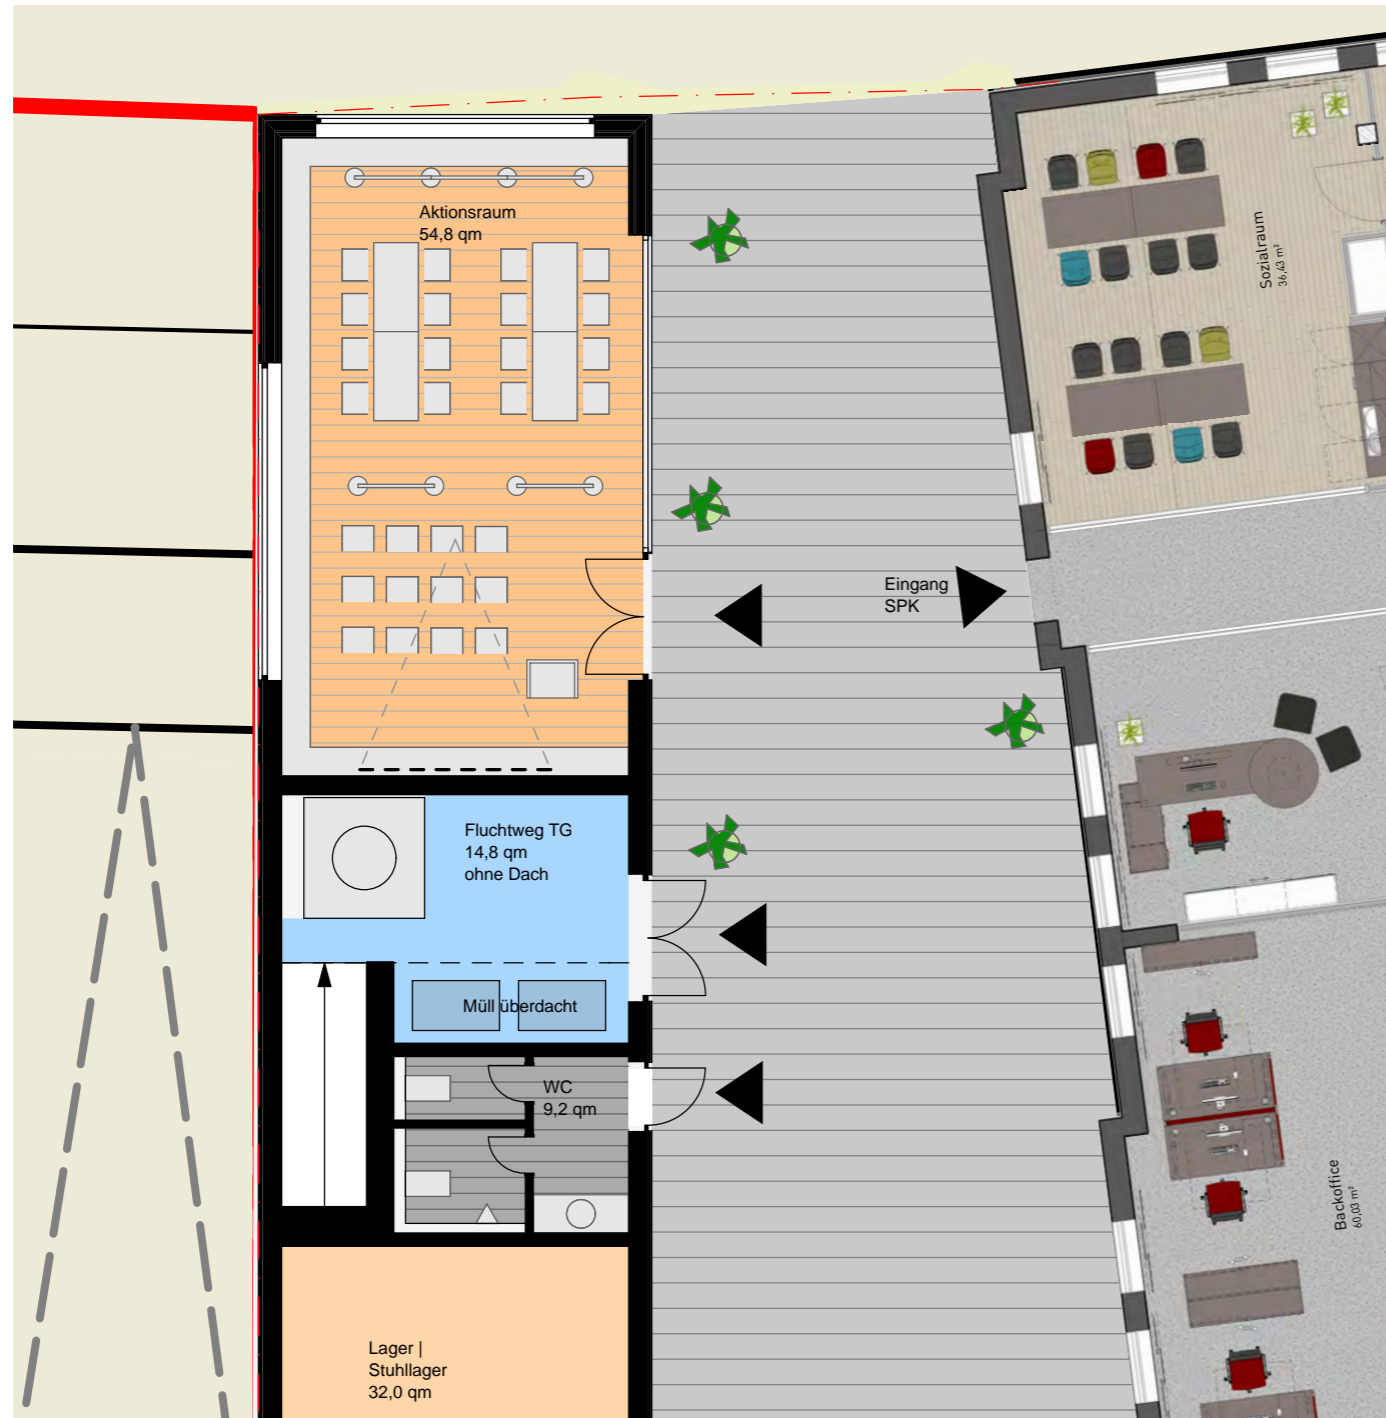 Aktionsraum
54,8 qm
Sozialraum
36,43 m²
Eingang
SPK
Fluchtweg TG
14,8 qm
ohne Dach
Müll überdacht
WC
9,2 qm
Backoffice
60,03 m²
Lager |
Stuhllager
32,0 qm